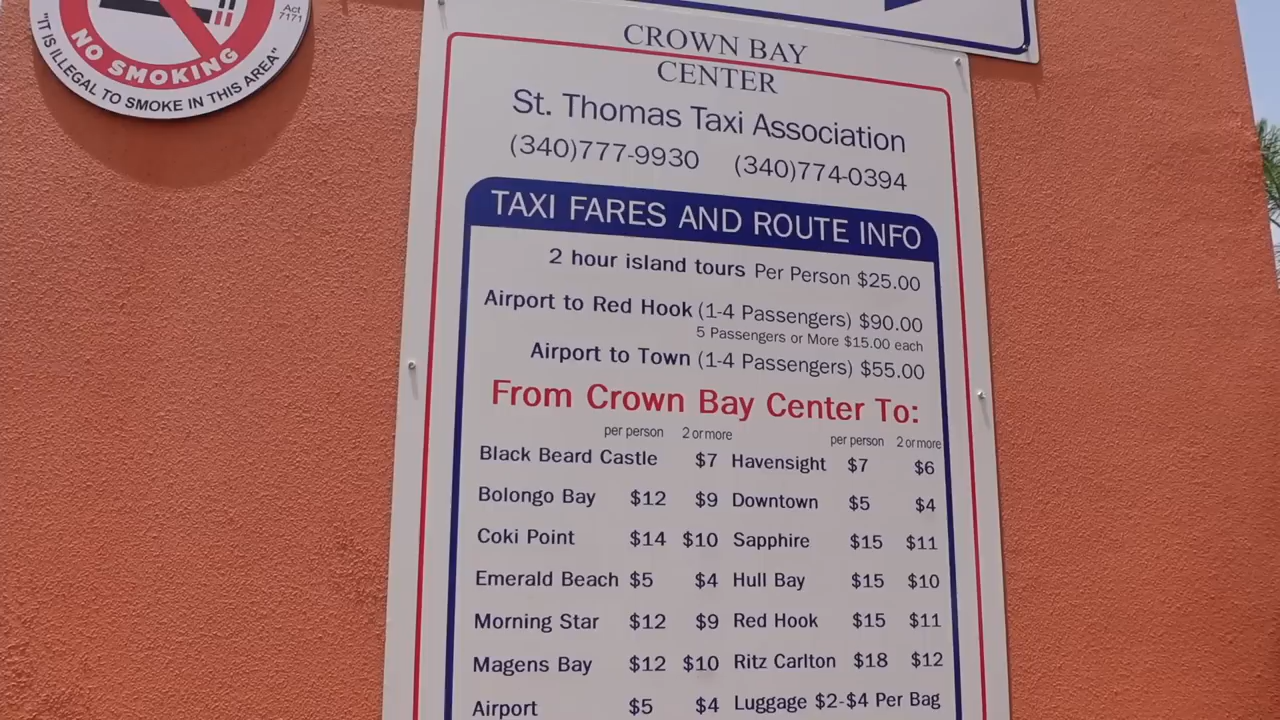 Act
7171
NO SMOKING
"IT IS ILLEGAL TO SMOKE IN THIS AREA"
CROWN BAY
CENTER
St. Thomas Taxi Association
(340)777-9930 (340)774-0394
TAXI FARES AND ROUTE INFO
2 hour island tours Per Person $25.00
Airport to Red Hook (1-4 Passengers) $90.00
5 Passengers or More $15.00 each
Airport to Town (1-4 Passengers) $55.00
From Crown Bay Center To:
per person 2 or more per person 2 or more
Black Beard Castle $7 Havensight $7 $6
Bolongo Bay $12 $9 Downtown $5 $4
Coki Point $14 $10 Sapphire $15 $11
Emerald Beach $5 $4 Hull Bay $15 $10
Morning Star $12 $9 Red Hook $15 $11
Magens Bay $12 $10 Ritz Carlton $18 $12
Airport $5 $4 Luggage $2-$4 Per Bag